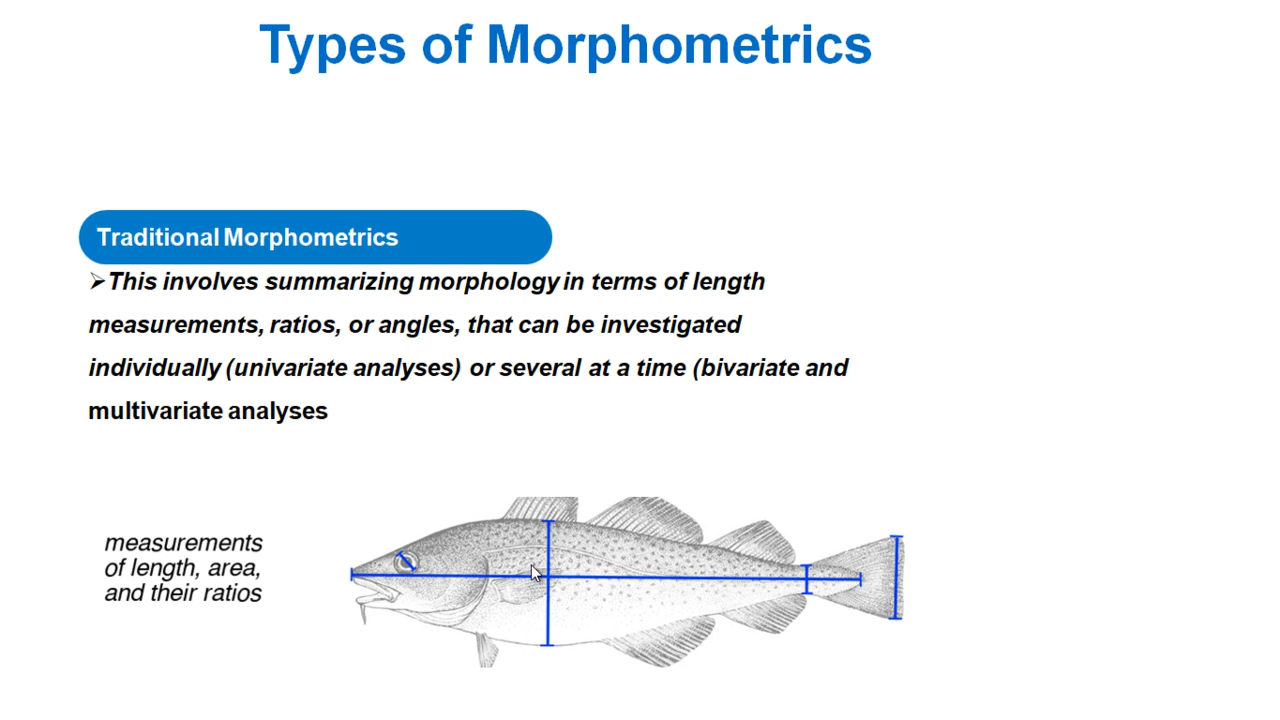 Types of Morphometrics
Traditional Morphometrics
➢This involves summarizing morphology in terms of length
measurements, ratios, or angles, that can be investigated
individually (univariate analyses) or several at a time (bivariate and
multivariate analyses
measurements
of length, area,
and their ratios